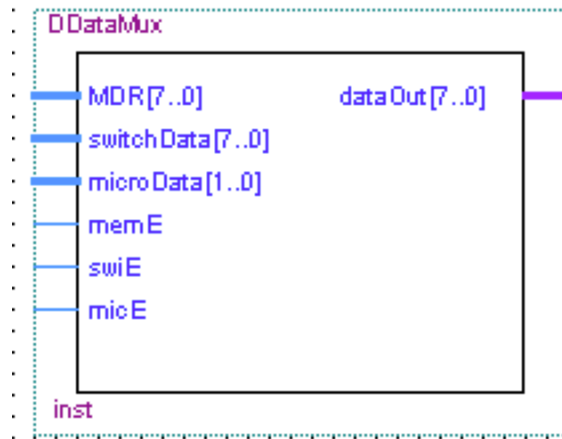 DDataMux
MDR[7..0] dataOut[7..0]
switchData[7..0]
microData[1..0]
memE
swiE
micE
inst